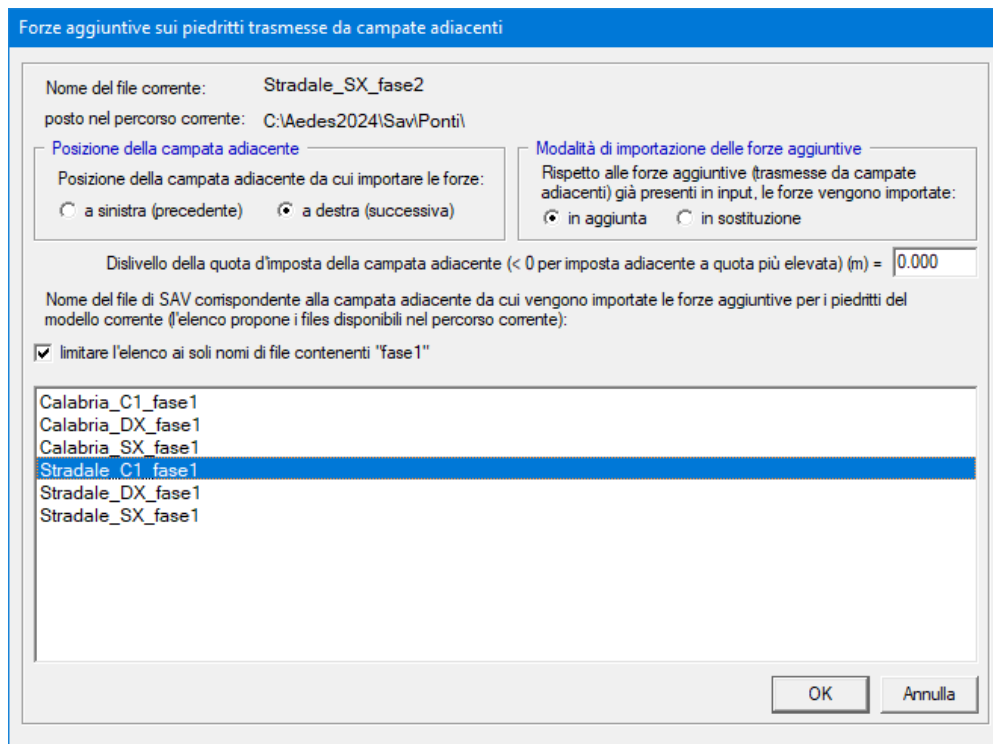 Forze aggiuntive sui piedritti trasmesse da campate adiacenti
Nome del file corrente: Stradale_SX_fase2
posto nel percorso corrente: C:\Aedes2024\Sav\Ponti\
Posizione della campata adiacente
Posizione della campata adiacente da cui importare le forze:
a sinistra (precedente) a destra (successiva)
Modalità di importazione delle forze aggiuntive
Rispetto alle forze aggiuntive (trasmesse da campate
adiacenti) già presenti in input, le forze vengono importate:
in aggiunta in sostituzione
Dislivello della quota d'imposta della campata adiacente (< 0 per imposta adiacente a quota più elevata) (m) = 0.000
Nome del file di SAV corrispondente alla campata adiacente da cui vengono importate le forze aggiuntive per i piedritti del
modello corrente (l'elenco propone i files disponibili nel percorso corrente):
limitare l'elenco ai soli nomi di file contenenti "fase1"
Calabria_C1_fase1
Calabria_DX_fase1
Calabria_SX_fase1
Stradale_C1_fase1
Stradale_DX_fase1
Stradale_SX_fase1
OK Annulla